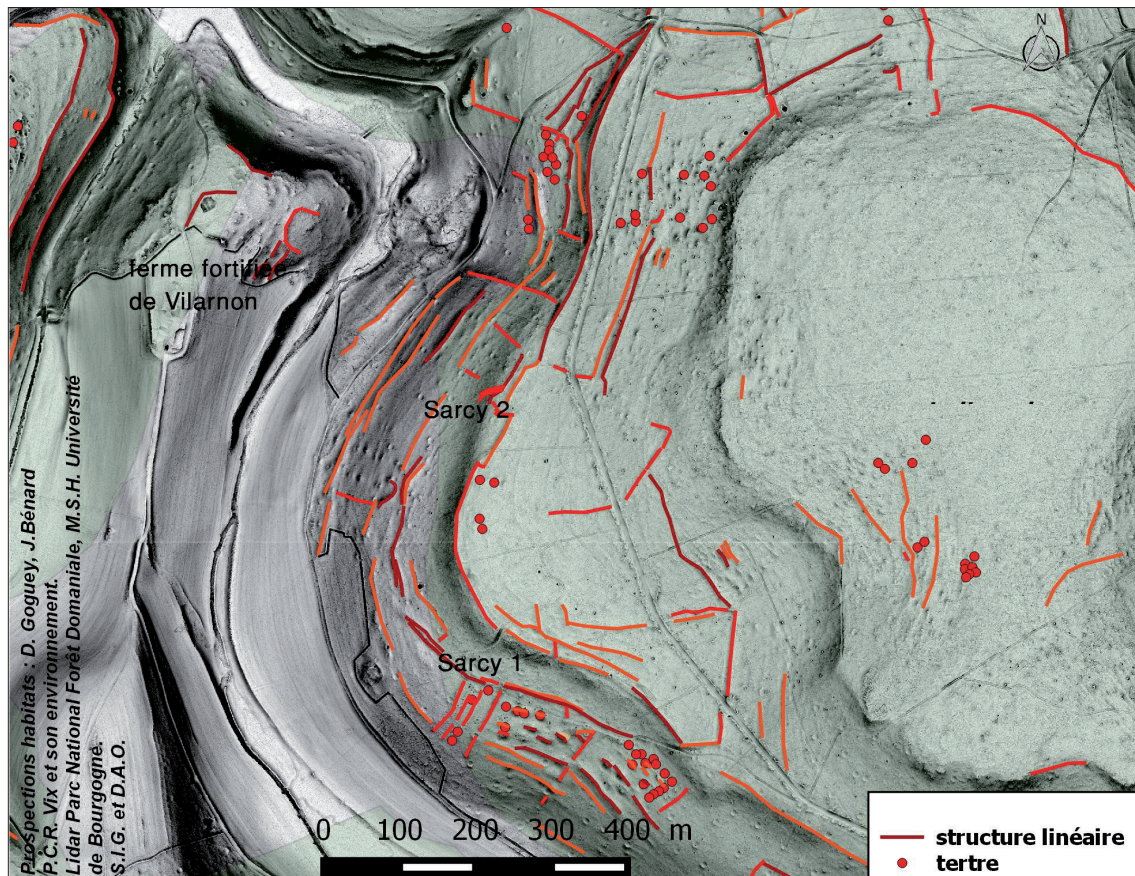 N
ferme fortifiée
de Vilarnon
Sarcy 2
Sarcy 1
Prospections habitats : D. Goguey, J.Bénard
P.C.R. Vix et son environnement.
Lidar Parc National Forêt Domaniale, M.S.H. Université
de Bourgogne.
S.I.G. et D.A.O.
0 100 200 300 400 m
structure linéaire
tertre